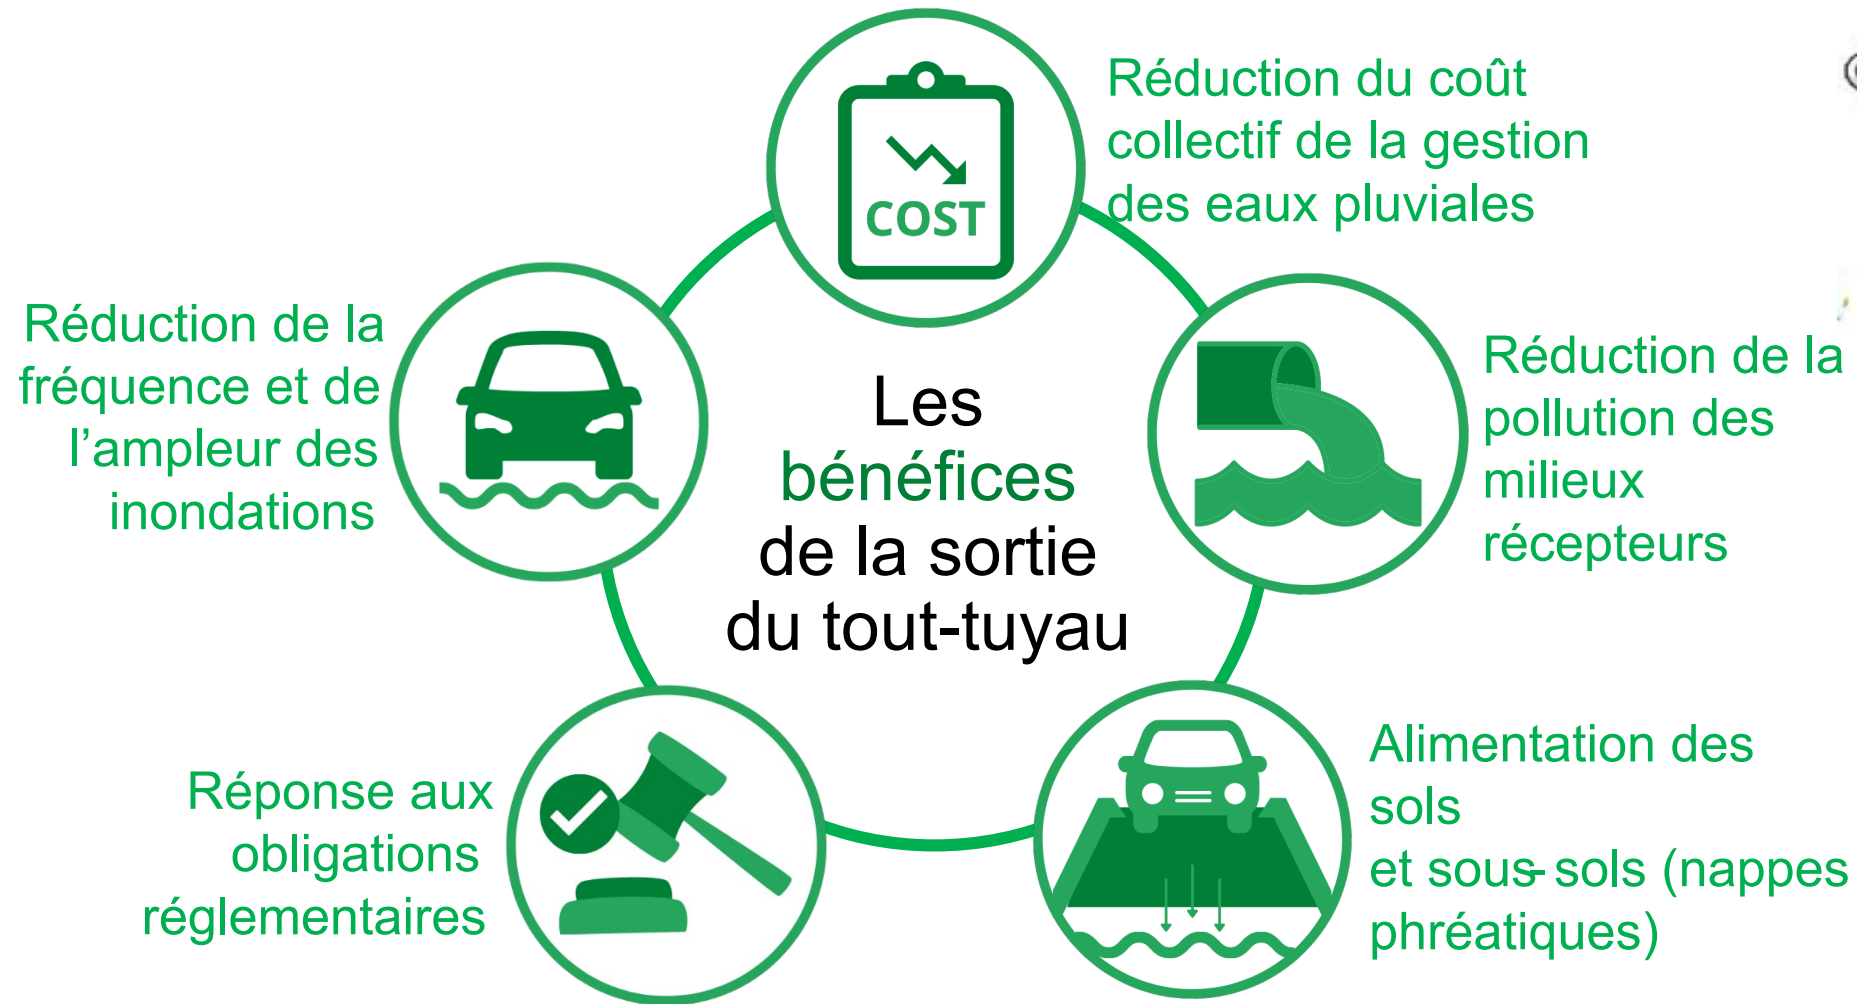 COST
Réduction du coût
collectif de la gestion
des eaux pluviales
Réduction de la
fréquence et de
l’ampleur des
inondations
Les
bénéfices
de la sortie
du tout-tuyau
Réduction de la
pollution des
milieux
récepteurs
Réponse aux
obligations
réglementaires
Alimentation des
sols
et sous-sols (nappes
phréatiques)